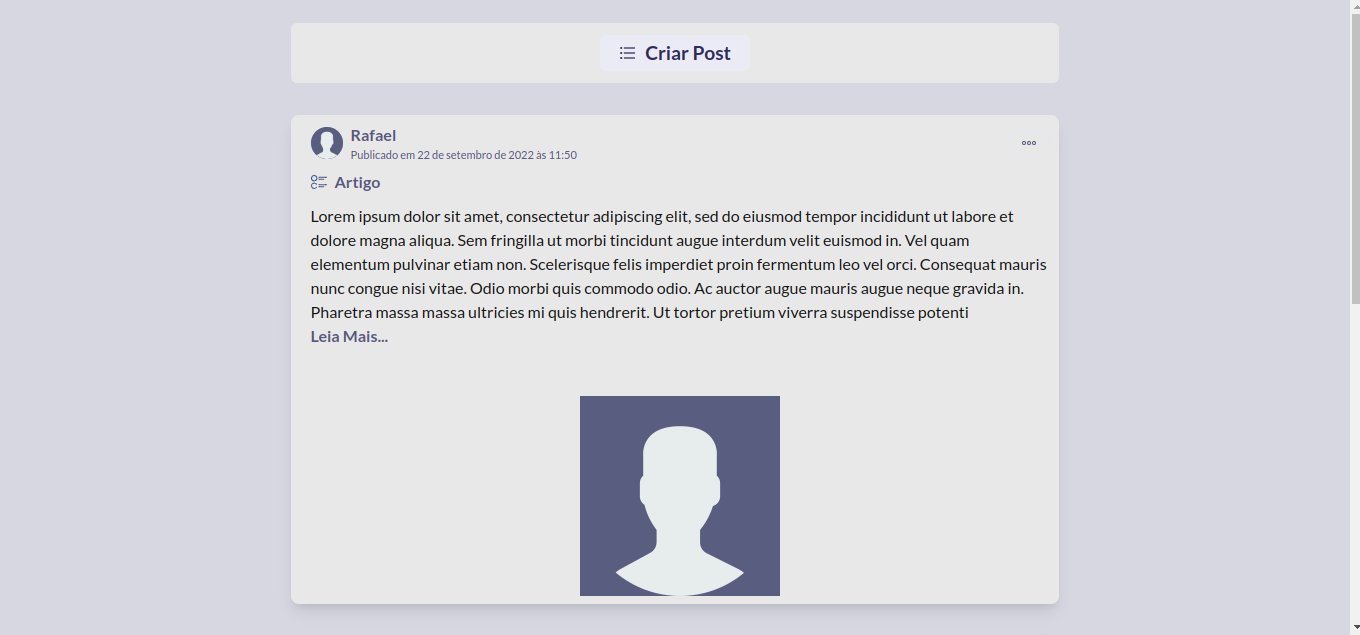 Criar Post
Rafael
Publicado em 22 de setembro de 2022 às 11:50
Artigo
Lorem ipsum dolor sit amet, consectetur adipiscing elit, sed do eiusmod tempor incididunt ut labore et
dolore magna aliqua. Sem fringilla ut morbi tincidunt augue interdum velit euismod in. Vel quam
elementum pulvinar etiam non. Scelerisque felis imperdiet proin fermentum leo vel orci. Consequat mauris
nunc congue nisi vitae. Odio morbi quis commodo odio. Ac auctor augue mauris augue neque gravida in.
Pharetra massa massa ultricies mi quis hendrerit. Ut tortor pretium viverra suspendisse potenti
Leia Mais...